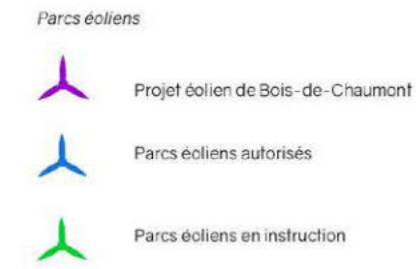 Parcs éoliens
Projet éolien de Bois-de-Chaumont
Parcs éoliens autorisés
Parcs éoliens en instruction